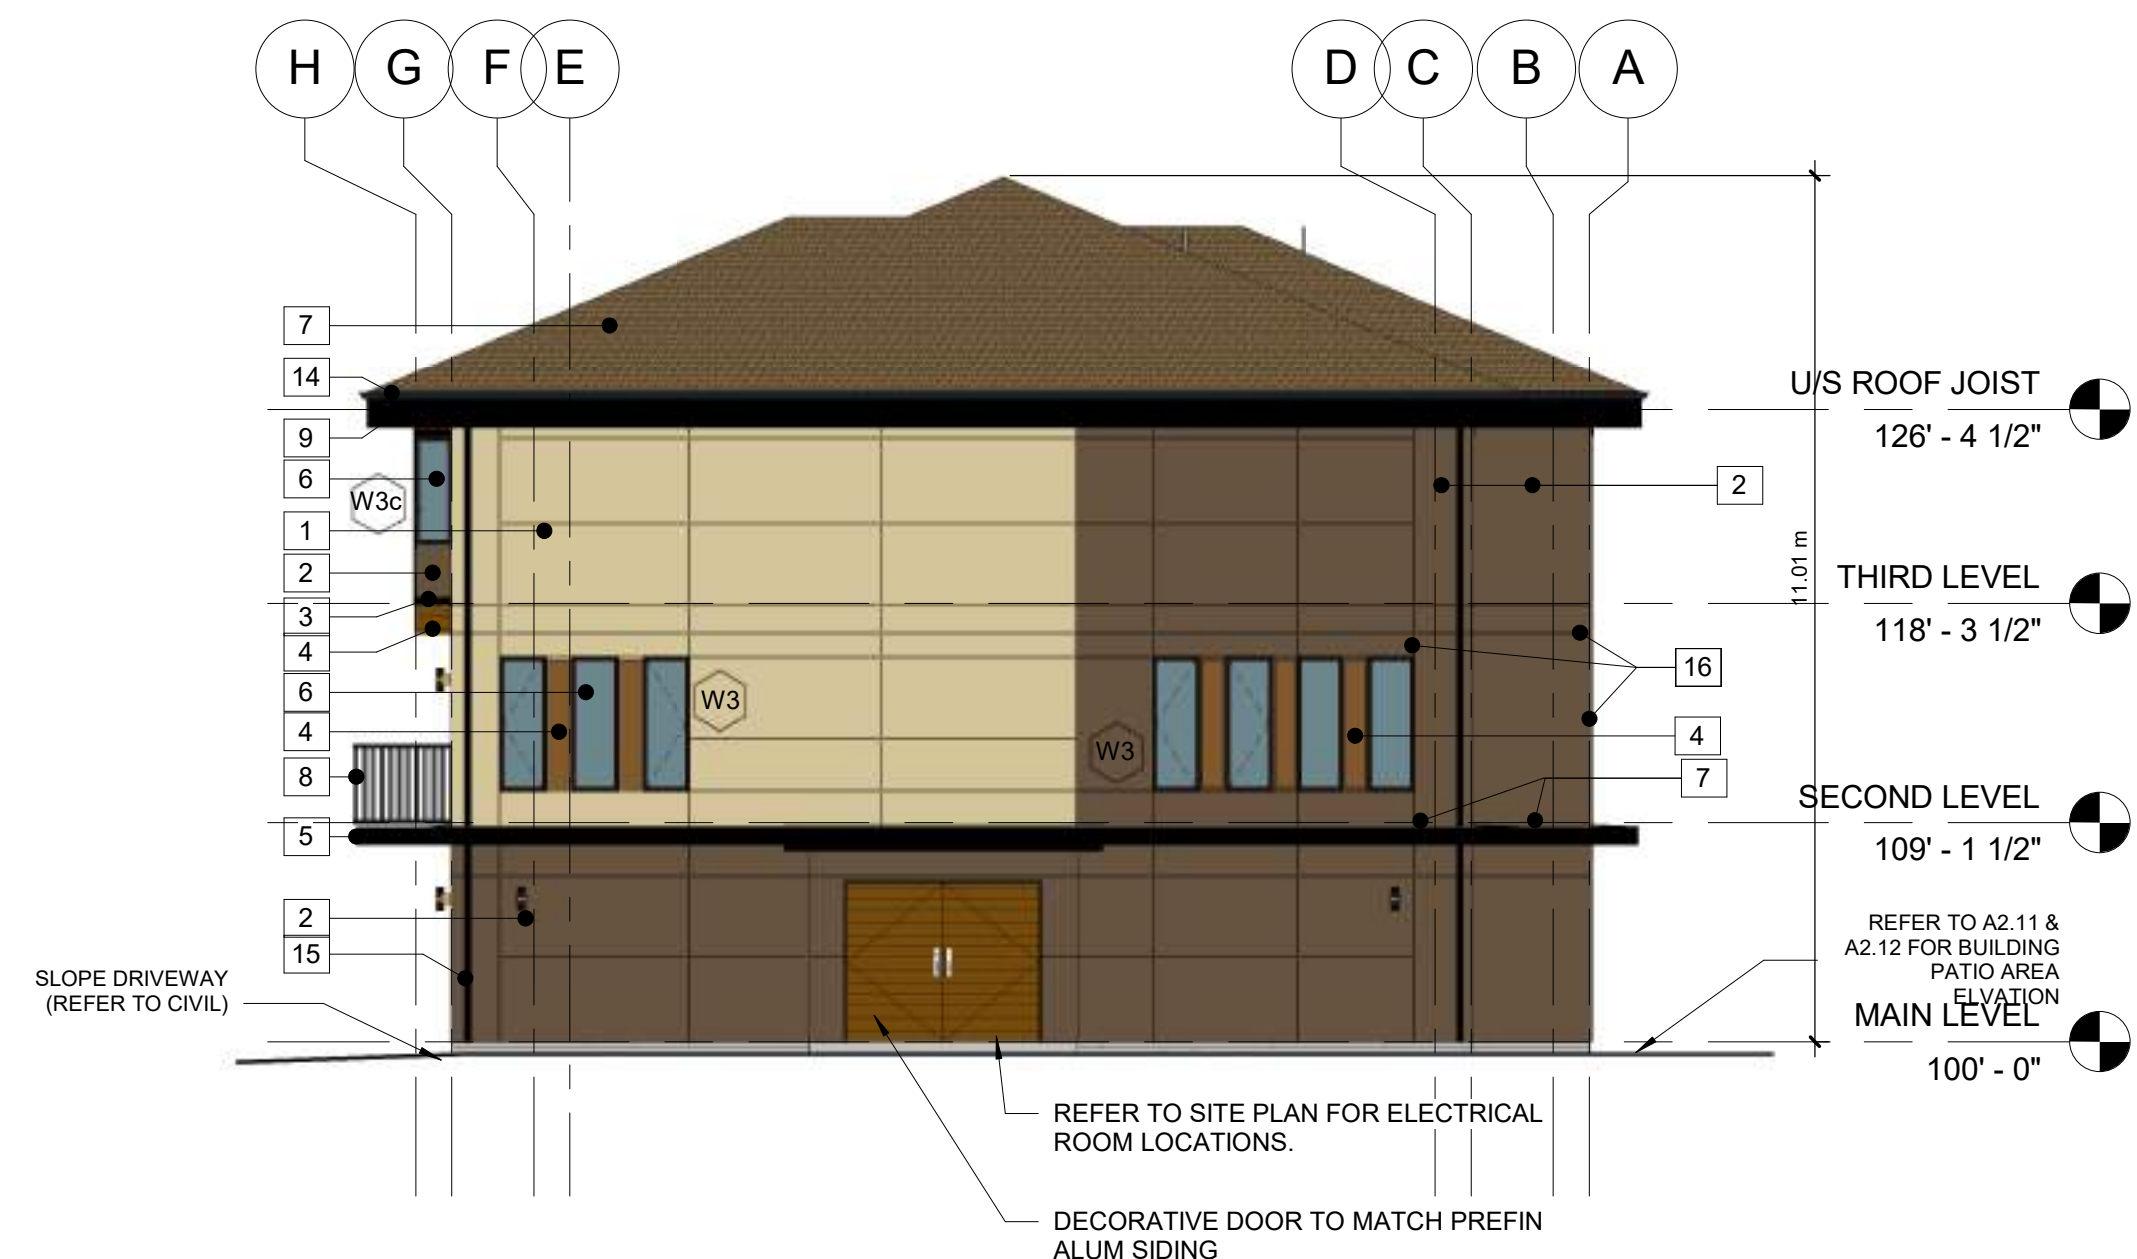 H G F E D C B A
7
14
U/S ROOF JOIST
126' - 4 1/2"
9
6
2
W3c
1
11.01 m
2
THIRD LEVEL
118' - 3 1/2"
3
4
16
6
W3
4
W3
4
8
7
SECOND LEVEL
109' - 1 1/2"
5
2
15
REFER TO A2.11 &
A2.12 FOR BUILDING
PATIO AREA
ELVATION
SLOPE DRIVEWAY
(REFER TO CIVIL)
MAIN LEVEL
100' - 0"
REFER TO SITE PLAN FOR ELECTRICAL
ROOM LOCATIONS.
DECORATIVE DOOR TO MATCH PREFIN
ALUM SIDING